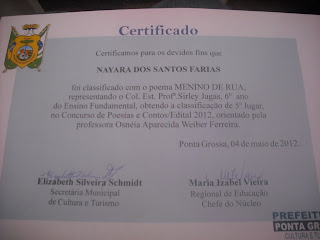 Certificado
Certificamos para os devidos fins que
NAYARA DOS SANTOS FARIAS
foi classificado com o poema MENINO DE RUA,
representando o Col. Est. Profª.Sirley Jagas, 6º ano
do Ensino Fundamental, obtendo a classificação de 5º lugar,
no Concurso de Poesias e Contos/Edital 2012, orientado pela
professora Osnéia Aparecida Weiber Ferreira.
Ponta Grossa, 04 de maio de 2012.
Elizabeth Silveira Schmidt
Secretária Municipal
de Cultura e Turismo
Maria Izabel Vieira
Regional de Educação
Chefe do Núcleo
PREFEIT
PONTA GR
CULTURA E T